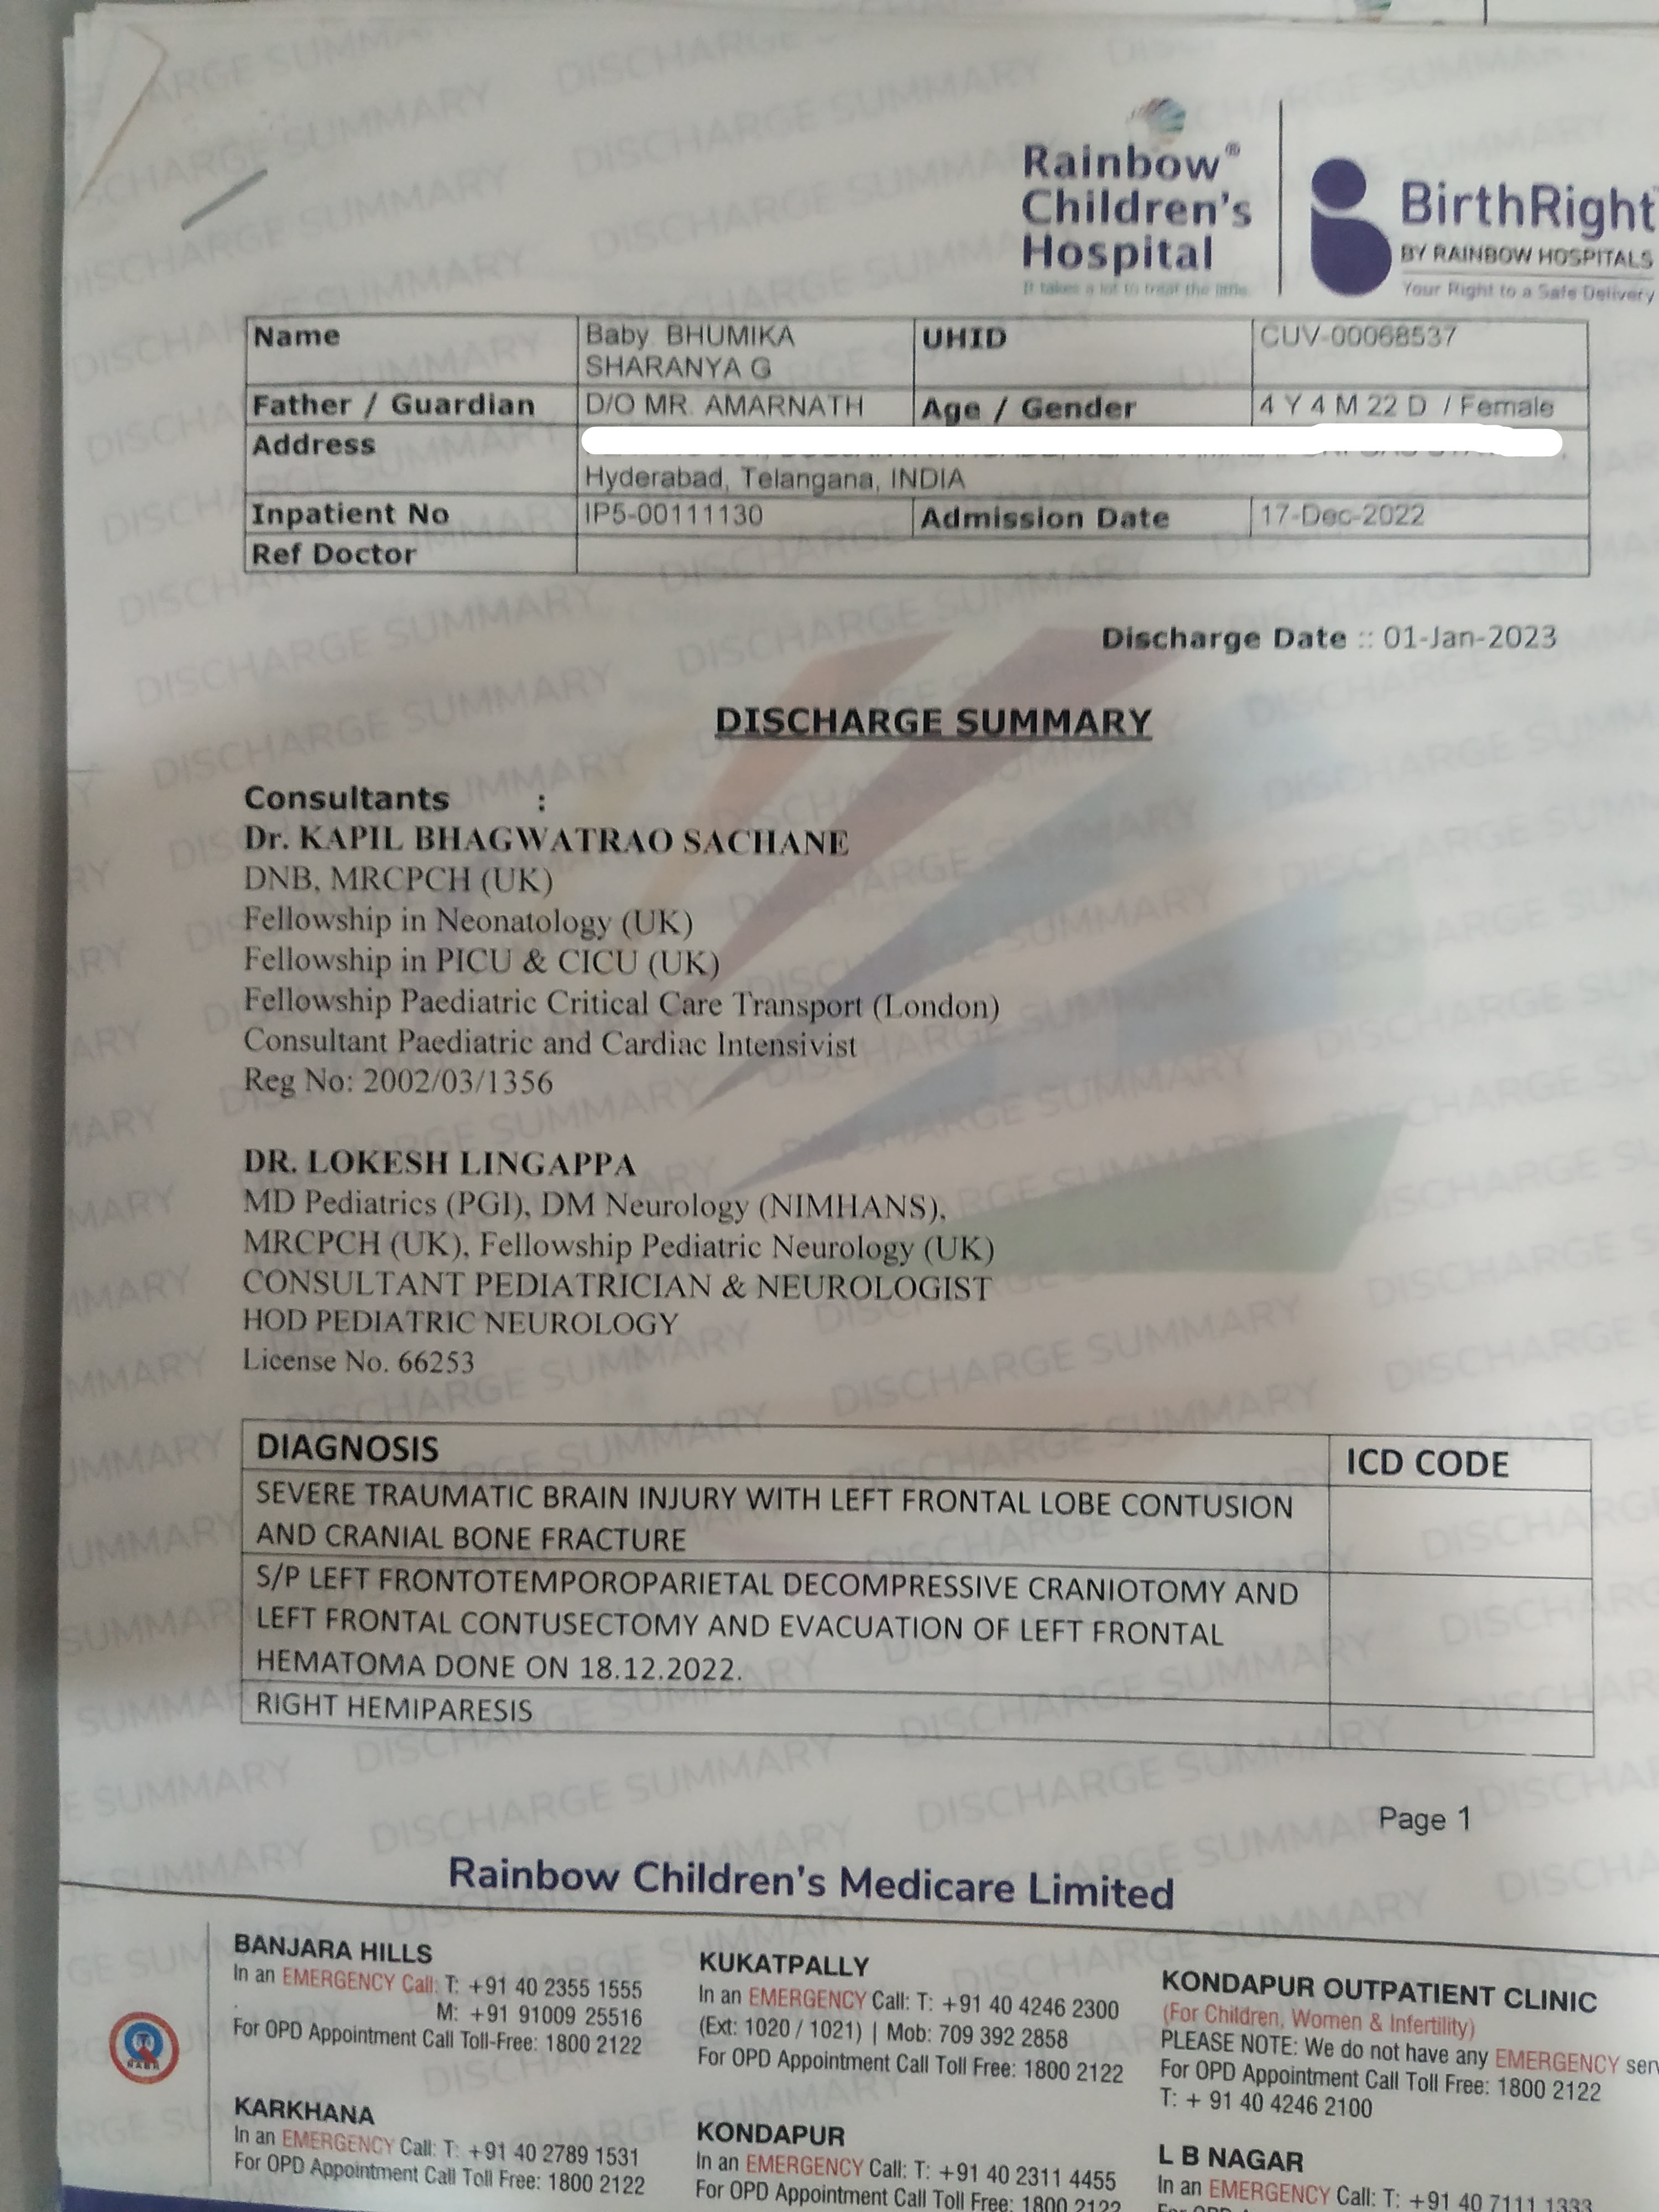 Rainbow®
Children's
Hospital
It takes a lot to treat the little.
BirthRight
BY RAINBOW HOSPITALS
Your Right to a Safe Delivery
Name Baby BHUMIKA SHARANYA G UHID CUV-00068537
Father / Guardian D/O MR. AMARNATH Age / Gender 4 Y 4 M 22 D / Female
Address
Hyderabad, Telangana, INDIA
Inpatient No IP5-00111130 Admission Date 17-Dec-2022
Ref Doctor
Discharge Date :: 01-Jan-2023
DISCHARGE SUMMARY
Consultants :
Dr. KAPIL BHAGWATRAO SACHANE
DNB, MRCPCH (UK)
Fellowship in Neonatology (UK)
Fellowship in PICU & CICU (UK)
Fellowship Paediatric Critical Care Transport (London)
Consultant Paediatric and Cardiac Intensivist
Reg No: 2002/03/1356
DR. LOKESH LINGAPPA
MD Pediatrics (PGI), DM Neurology (NIMHANS),
MRCPCH (UK), Fellowship Pediatric Neurology (UK)
CONSULTANT PEDIATRICIAN & NEUROLOGIST
HOD PEDIATRIC NEUROLOGY
License No. 66253
DIAGNOSIS ICD CODE
SEVERE TRAUMATIC BRAIN INJURY WITH LEFT FRONTAL LOBE CONTUSION
AND CRANIAL BONE FRACTURE
S/P LEFT FRONTOTEMPOROPARIETAL DECOMPRESSIVE CRANIOTOMY AND
LEFT FRONTAL CONTUSECTOMY AND EVACUATION OF LEFT FRONTAL
HEMATOMA DONE ON 18.12.2022.
RIGHT HEMIPARESIS
Page 1
Rainbow Children's Medicare Limited
BANJARA HILLS
In an EMERGENCY Call: T: +91 40 2355 1555
M: +91 91009 25516
For OPD Appointment Call Toll-Free: 1800 2122
KUKATPALLY
In an EMERGENCY Call: T: +91 40 4246 2300
(Ext: 1020 / 1021) | Mob: 709 392 2858
For OPD Appointment Call Toll Free: 1800 2122
KONDAPUR OUTPATIENT CLINIC
(For Children, Women & Infertility)
PLEASE NOTE: We do not have any EMERGENCY serv
For OPD Appointment Call Toll Free: 1800 2122
T: + 91 40 4246 2100
KARKHANA
In an EMERGENCY Call: T: +91 40 2789 1531
For OPD Appointment Call Toll Free: 1800 2122
KONDAPUR
In an EMERGENCY Call: T: +91 40 2311 4455
For OPD Appointment Call Toll Free: 1800 2122
L B NAGAR
In an EMERGENCY Call: T: +91 40 7111 1333